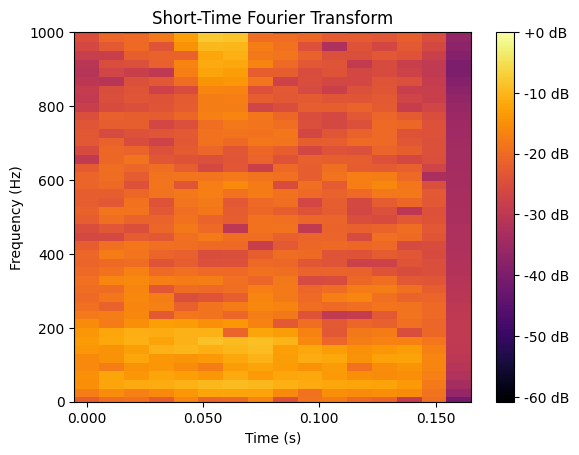 Short-Time Fourier Transform
Frequency (Hz)
1000
800
600
400
200
0
0.000
0.050
0.100
0.150
Time (s)
+0 dB
-10 dB
-20 dB
-30 dB
-40 dB
-50 dB
-60 dB